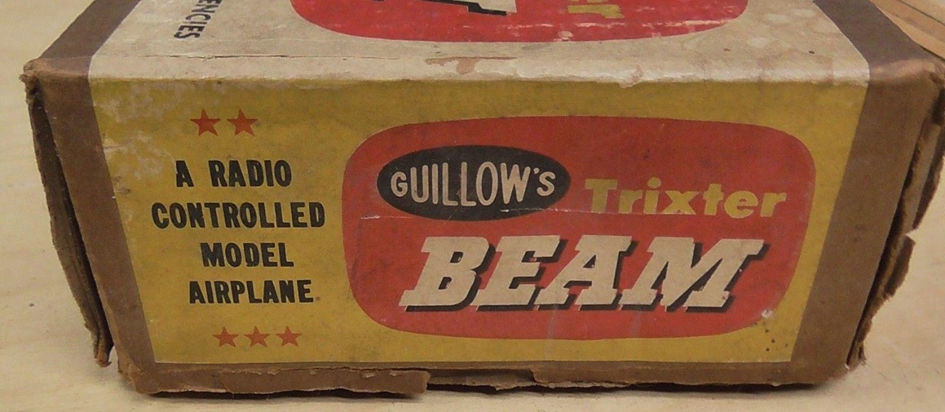 A RADIO
CONTROLLED
MODEL
AIRPLANE
GUILLOW'S Trixter
BEAM